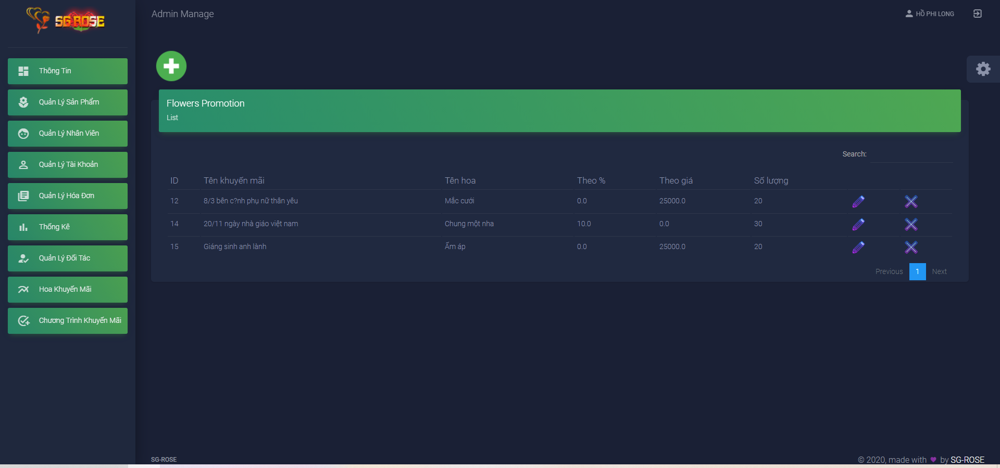 SG-ROSE
Admin Manage
HỒ PHI LONG
Thông Tin
Quản Lý Sản Phẩm
Quản Lý Nhân Viên
Quản Lý Tài Khoản
Quản Lý Hóa Đơn
Thống Kê
Quản Lý Đối Tác
Hoa Khuyến Mãi
Chương Trình Khuyến Mãi
Flowers Promotion
List
Search:
ID Tên khuyến mãi Tên hoa Theo % Theo giá Số lượng
12 8/3 bên c?nh phụ nữ thân yêu Mắc cưới 0.0 25000.0 20
14 20/11 ngày nhà giáo việt nam Chung một nha 10.0 0.0 30
15 Giáng sinh anh lành Ấm áp 0.0 25000.0 20
Previous 1 Next
SG-ROSE
© 2020, made with by SG-ROSE